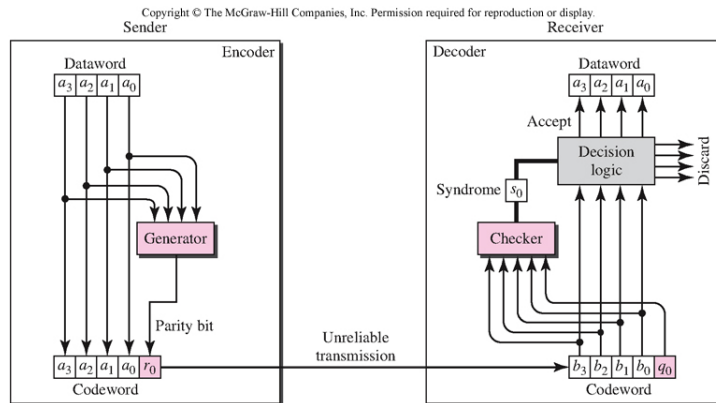 Copyright © The McGraw-Hill Companies, Inc. Permission required for reproduction or display.
Sender
Receiver
Encoder
Decoder
Dataword
a3 a2 a1 a0
Dataword
a3 a2 a1 a0
Accept
Decision
logic
Discard
Syndrome
s0
Generator
Checker
Parity bit
Unreliable
transmission
a3 a2 a1 a0 r0
Codeword
b3 b2 b1 b0 q0
Codeword